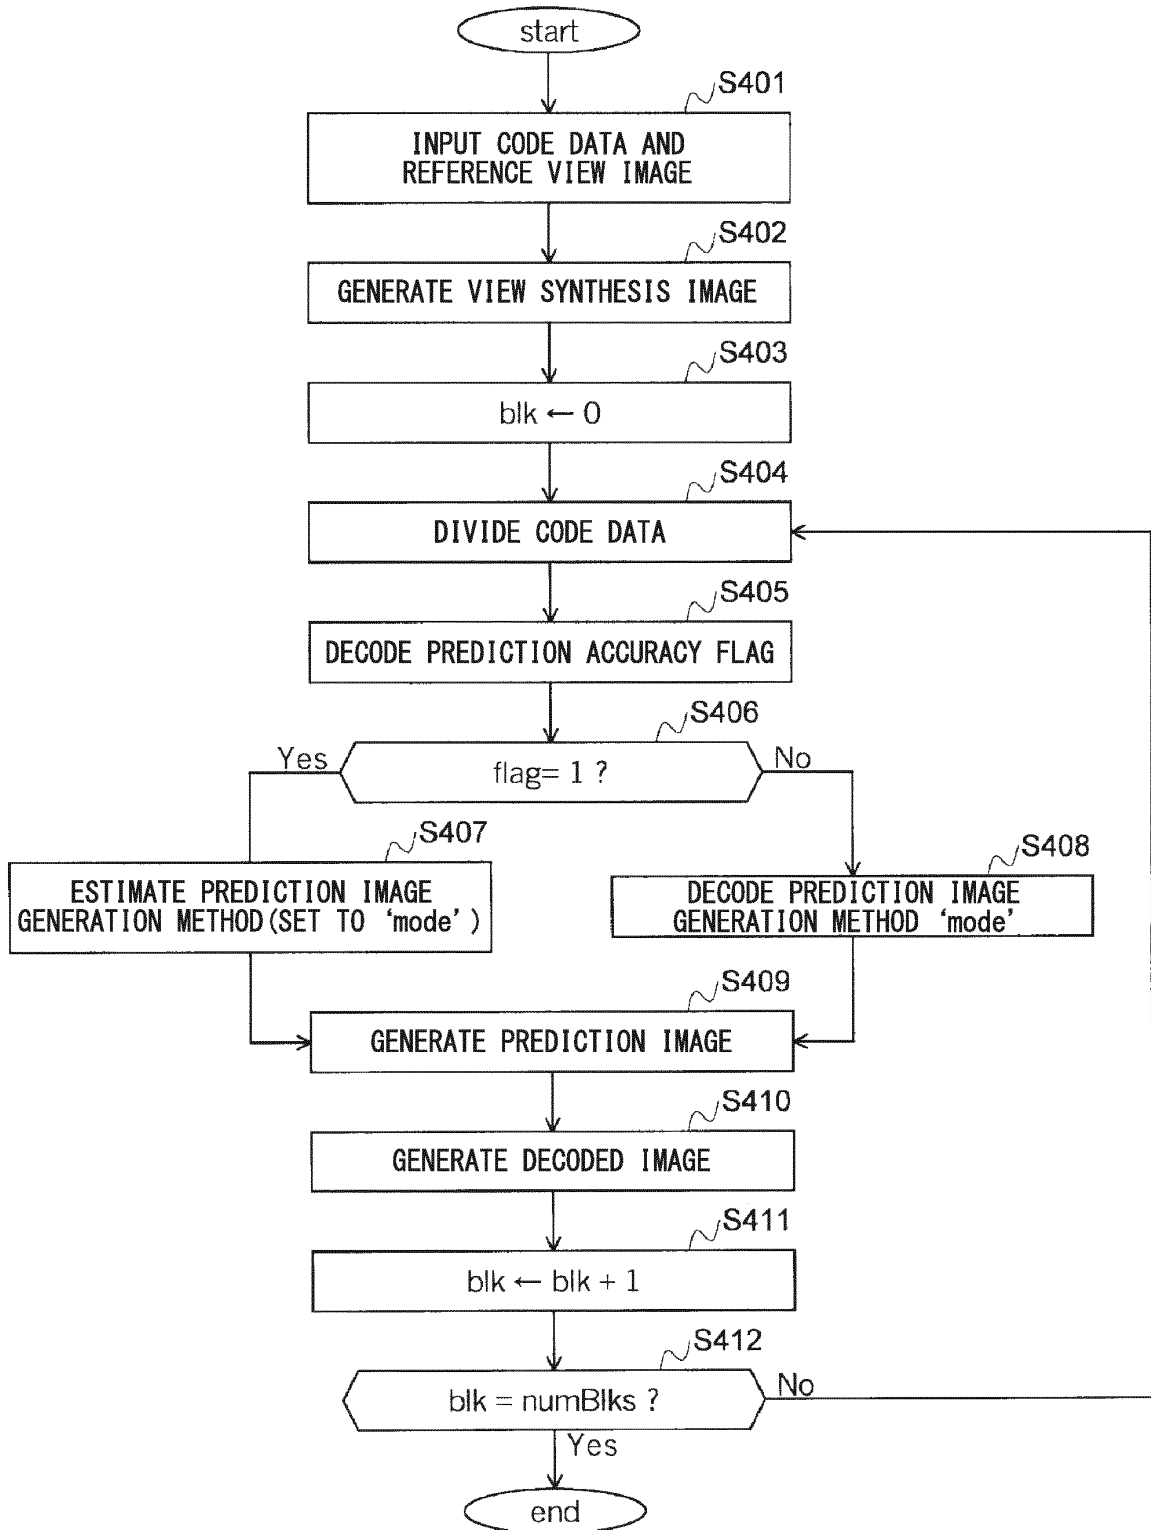 start
S401
INPUT CODE DATA AND
REFERENCE VIEW IMAGE
S402
GENERATE VIEW SYNTHESIS IMAGE
S403
blk ← 0
S404
DIVIDE CODE DATA
S405
DECODE PREDICTION ACCURACY FLAG
S406
Yes
flag= 1 ?
No
S407
ESTIMATE PREDICTION IMAGE
GENERATION METHOD(SET TO ‘mode’)
S408
DECODE PREDICTION IMAGE
GENERATION METHOD ‘mode’
S409
GENERATE PREDICTION IMAGE
S410
GENERATE DECODED IMAGE
S411
blk ← blk + 1
S412
blk = numBlks ?
No
Yes
end